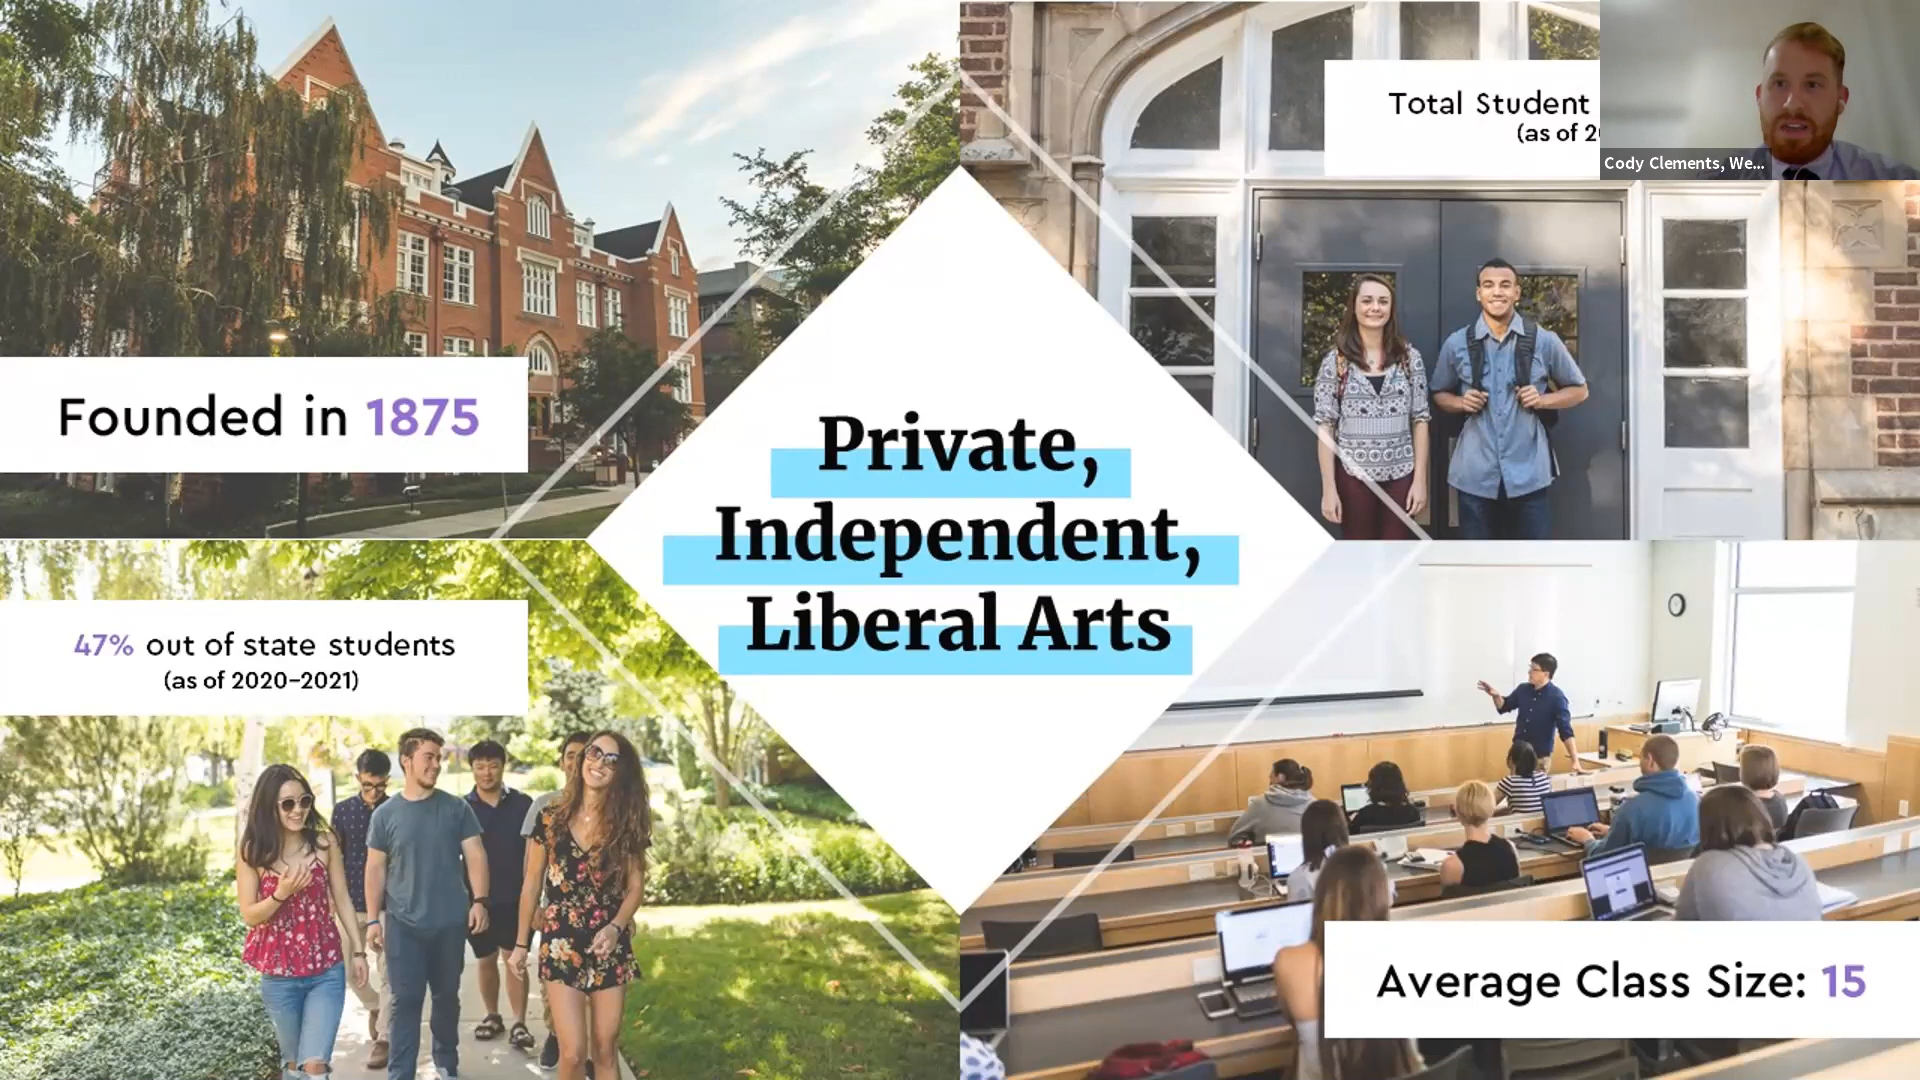 Total Student
(as of 2
Cody Clements, We...
Founded in 1875
Private,
Independent,
Liberal Arts
47% out of state students
(as of 2020-2021)
Average Class Size: 15